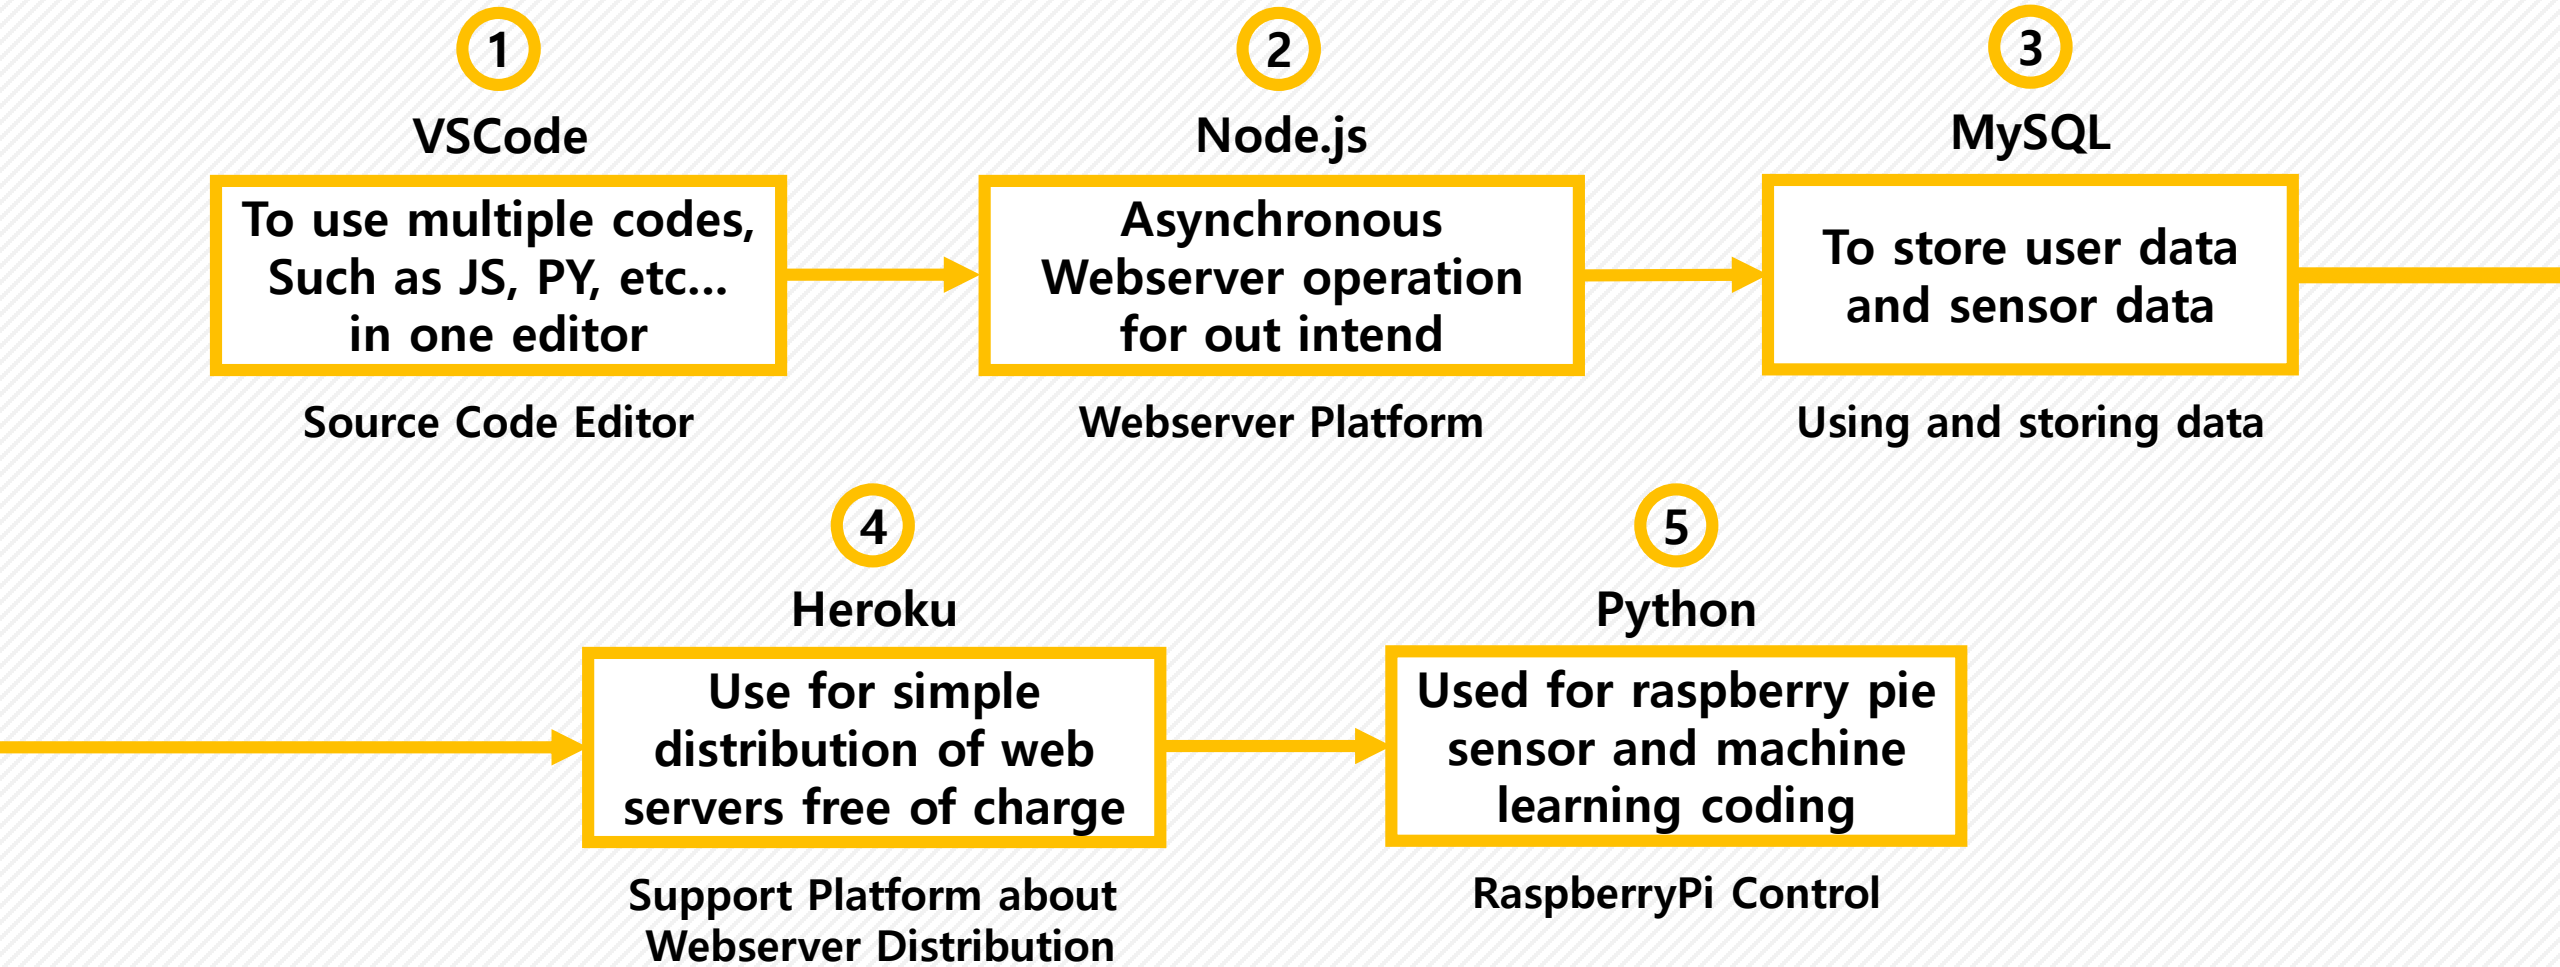 1
VSCode
To use multiple codes,
Such as JS, PY, etc...
in one editor
Source Code Editor
2
Node.js
Asynchronous
Webserver operation
for out intend
Webserver Platform
3
MySQL
To store user data
and sensor data
Using and storing data
4
Heroku
Use for simple
distribution of web
servers free of charge
Support Platform about
Webserver Distribution
5
Python
Used for raspberry pie
sensor and machine
learning coding
RaspberryPi Control